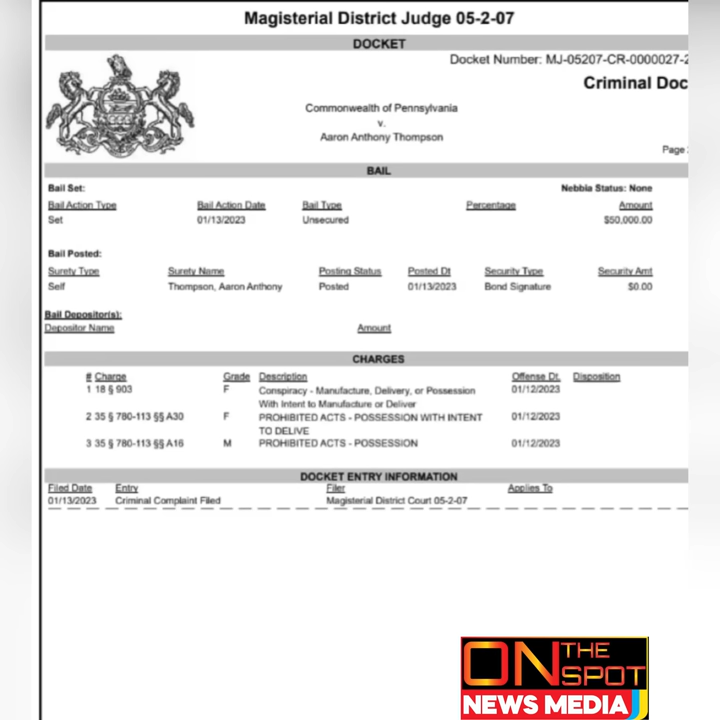 Magisterial District Judge 05-2-07
DOCKET
Docket Number: MJ-05207-CR-0000027-2
Criminal Doc
Commonwealth of Pennsylvania
v.
Aaron Anthony Thompson
Page
BAIL
Bail Set: Nebbia Status: None
Bail Action Type Bail Action Date Bail Type Percentage Amount
Set 01/13/2023 Unsecured $50,000.00
Bail Posted:
Surety Type Surety Name Posting Status Posted Dt Security Type Security Amt
Self Thompson, Aaron Anthony Posted 01/13/2023 Bond Signature $0.00
Bail Depositor(s):
Depositor Name Amount
CHARGES
# Charge Grade Description Offense Dt. Disposition
1 18 § 903 F Conspiracy - Manufacture, Delivery, or Possession 01/12/2023
With Intent to Manufacture or Deliver
2 35 § 780-113 §§ A30 F PROHIBITED ACTS - POSSESSION WITH INTENT 01/12/2023
TO DELIVE
3 35 § 780-113 §§ A16 M PROHIBITED ACTS - POSSESSION 01/12/2023
DOCKET ENTRY INFORMATION
Filed Date Entry Filer Applies To
01/13/2023 Criminal Complaint Filed Magisterial District Court 05-2-07
ON THE
SPOT
NEWS MEDIA